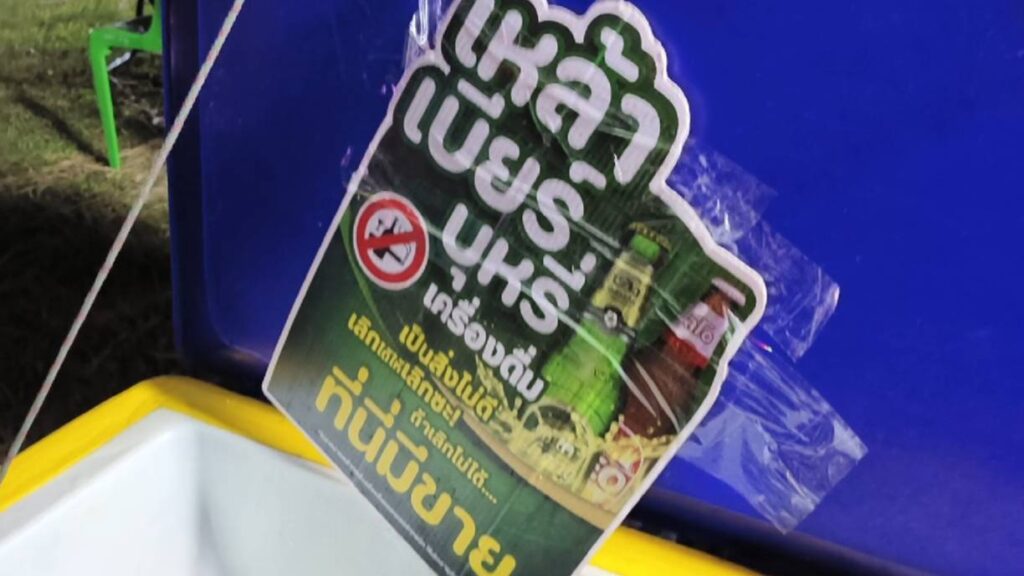 เหล้า
เบียร์
บุหรี่
เครื่องดื่ม
เป็นสิ่งไม่ดี
เลิกเสเลิกซะ!
ถ้าเลิกไม่ได้....
ที่นี่มีขาย